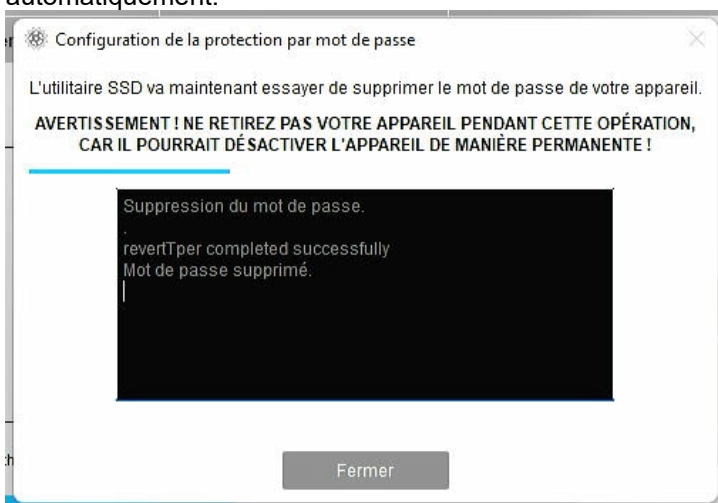 automatiquement.
Configuration de la protection par mot de passe
L'utilitaire SSD va maintenant essayer de supprimer le mot de passe de votre appareil.
AVERTISSEMENT ! NE RETIREZ PAS VOTRE APPAREIL PENDANT CETTE OPÉRATION,
CAR IL POURRAIT DÉSACTIVER L'APPAREIL DE MANIÈRE PERMANENTE !
Suppression du mot de passe.
.
revertTper completed successfully
Mot de passe supprimé.
Fermer